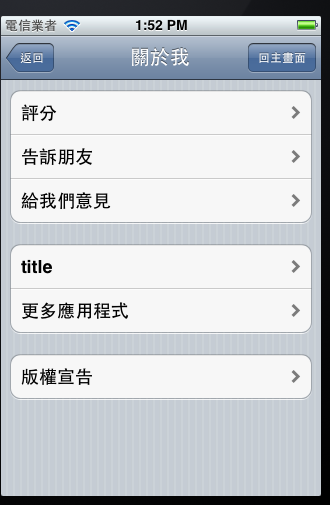 電信業者 1:52 PM
返回 關於我 回主畫面
評分
告訴朋友
給我們意見
title
更多應用程式
版權宣告